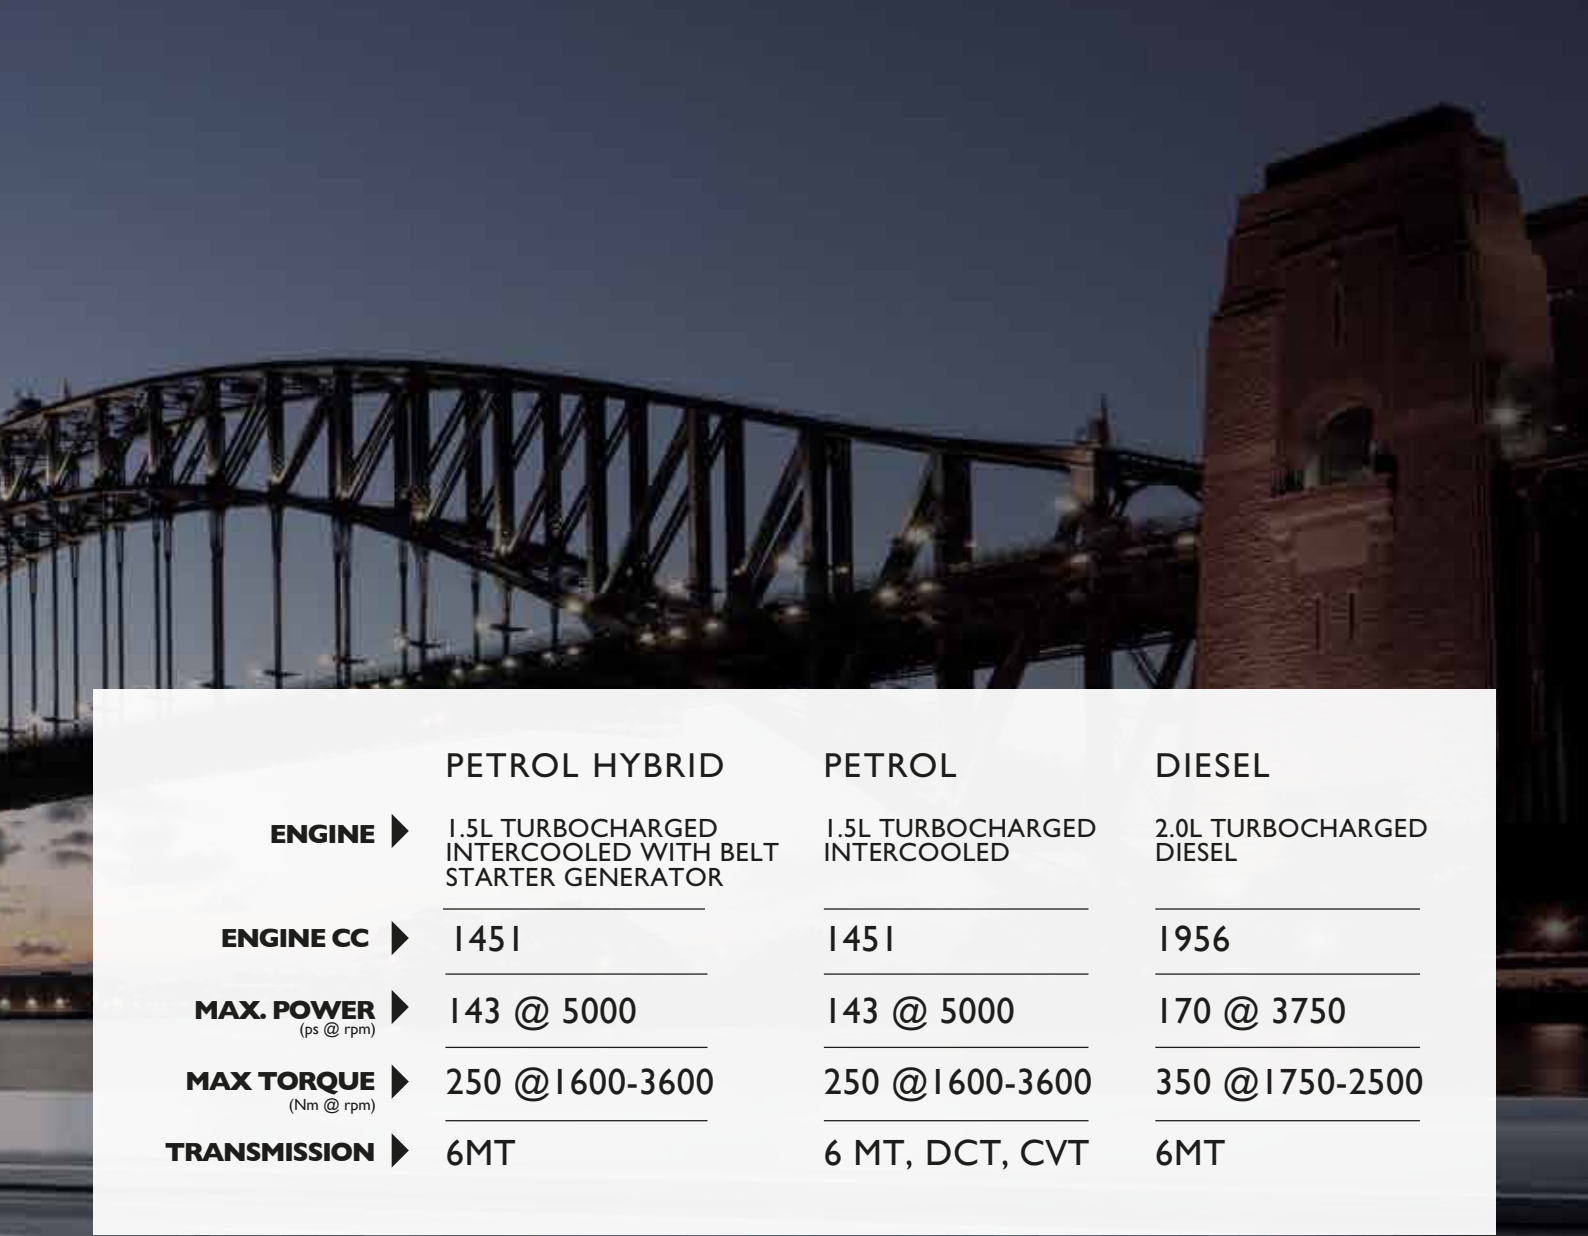 PETROL HYBRID PETROL DIESEL
ENGINE 1.5L TURBOCHARGED 1.5L TURBOCHARGED 2.0L TURBOCHARGED
INTERCOOLED WITH BELT INTERCOOLED DIESEL
STARTER GENERATOR
ENGINE CC 1451 1451 1956
MAX. POWER 143 @ 5000 143 @ 5000 170 @ 3750
(ps @ rpm)
MAX TORQUE 250 @1600-3600 250 @1600-3600 350 @1750-2500
(Nm @ rpm)
TRANSMISSION 6MT 6 MT, DCT, CVT 6MT